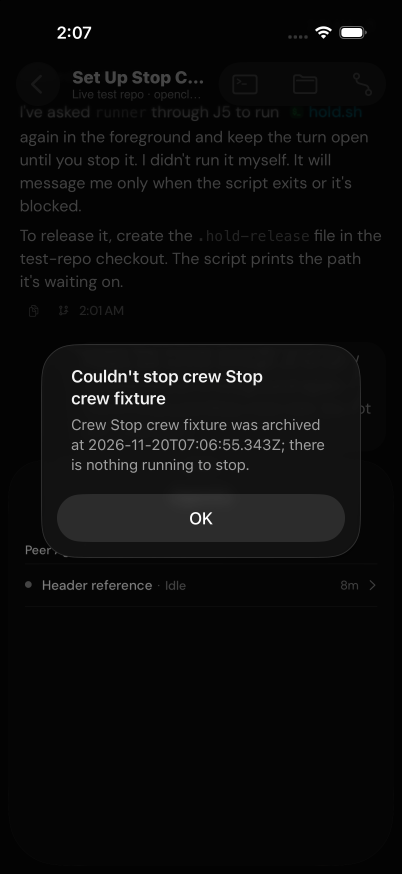 2:07
Set Up Stop C...
Live test repo · opencl...
I've asked runner through J5 to run hold.sh
again in the foreground and keep the turn open
until you stop it. I didn't run it myself. It will
message me only when the script exits or it's
blocked.
To release it, create the .hold-release file in the
test-repo checkout. The script prints the path
it's waiting on.
2:01 AM
Couldn't stop crew Stop
crew fixture
Crew Stop crew fixture was archived
at 2026-11-20T07:06:55.343Z; there
is nothing running to stop.
OK
Peer
Header reference · Idle
8m